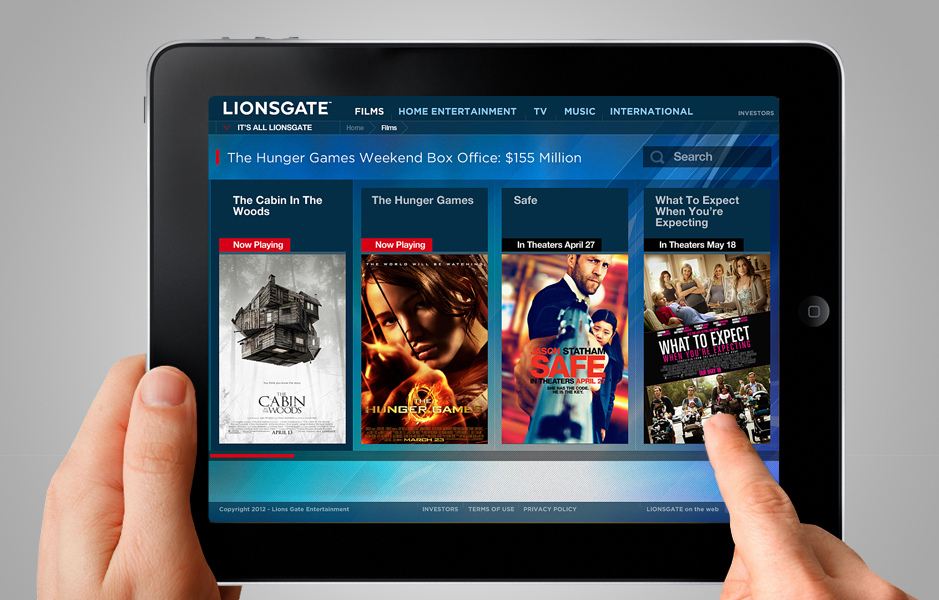 LIONSGATE
FILMS HOME ENTERTAINMENT TV MUSIC INTERNATIONAL INVESTORS
IT'S ALL LIONSGATE Home Films
The Hunger Games Weekend Box Office: $155 Million
Search
The Cabin In The
Woods
Now Playing
THE
CABIN
IN THE
WOODS
APRIL 13
The Hunger Games
Now Playing
THE WORLD WILL BE WATCHING
THE
HUNGER GAMES
MARCH 23
Safe
In Theaters April 27
JASON STATHAM
SAFE
IN THEATERS APRIL 27
SHE HAS THE CODE.
HE IS THE KEY.
What To Expect
When You're
Expecting
In Theaters May 18
WHAT TO EXPECT
WHEN YOU'RE EXPECTING
Copyright 2012 - Lions Gate Entertainment
INVESTORS TERMS OF USE PRIVACY POLICY
LIONSGATE on the web